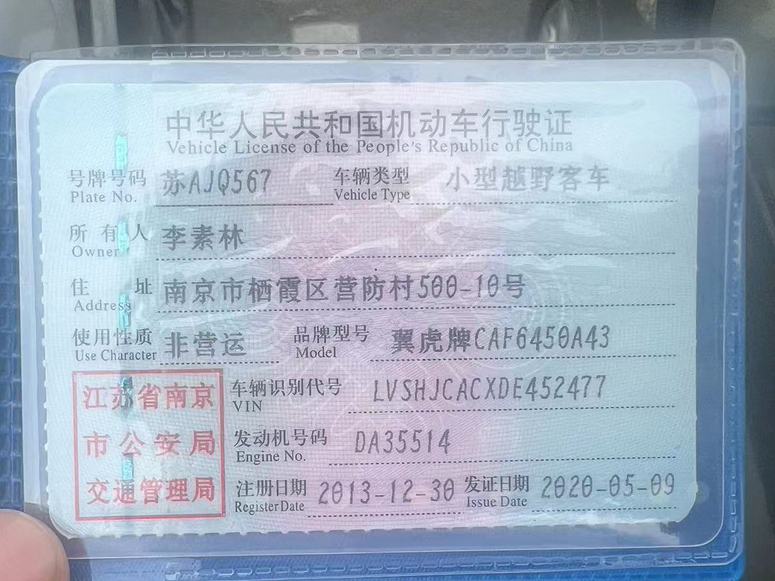 中华人民共和国机动车行驶证
Vehicle License of the People's Republic of China
号牌号码 苏AJQ567 车辆类型 小型越野客车
Plate No. Vehicle Type
所有人 李素林
Owner
住址 南京市栖霞区营防村500-10号
Address
使用性质 非营运 品牌型号 翼虎牌CAF6450A43
Use Character Model
江苏省南京
市公安局
交通管理局
车辆识别代号 LVSHJCACXDE452477
VIN
发动机号码 DA35514
Engine No.
注册日期 2013-12-30 发证日期 2020-05-09
Register Date Issue Date